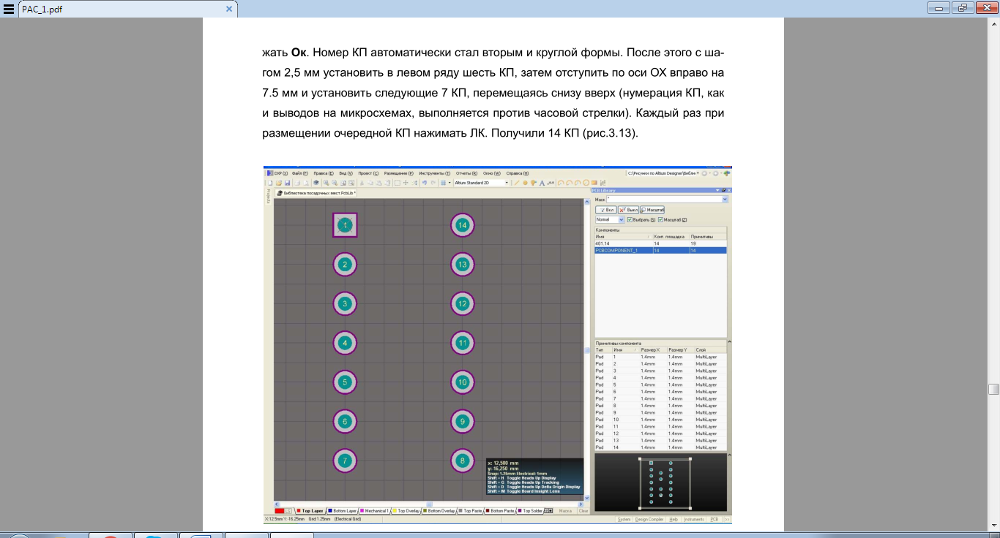 PAC_1.pdf
жать Ок. Номер КП автоматически стал вторым и круглой формы. После этого с ша-
гом 2,5 мм установить в левом ряду шесть КП, затем отступить по оси ОХ вправо на
7.5 мм и установить следующие 7 КП, перемещаясь снизу вверх (нумерация КП, как
и выводов на микросхемах, выполняется против часовой стрелки). Каждый раз при
размещении очередной КП нажимать ЛК. Получили 14 КП (рис.3.13).
DXP (X) Файл (F) Правка (E) Вид (V) Проект (C) Размещение (P) Инструменты (T) Отчеты (R) Окно (W) Справка (H) C:\Рисунки по Altium Designer\Библи
Altium Standard 2D
Projects
Библиотека посадочных мест.PcbLib *
PCB Library
Маск *
Вкл Выкл Масштаб
Normal Выбрать (S) Масштаб (Z)
Компоненты
Имя / Конт. площадка Примитивы
401.14 14 19
PCBCOMPONENT_1 14 14
1 14
2 13
3 12
4 11
5 10
6 9
7 8
Примитивы компонента
Тип Имя / Размер X Размер Y Слой
Pad 1 1.4mm 1.4mm MultiLayer
Pad 2 1.4mm 1.4mm MultiLayer
Pad 3 1.4mm 1.4mm MultiLayer
Pad 4 1.4mm 1.4mm MultiLayer
Pad 5 1.4mm 1.4mm MultiLayer
Pad 6 1.4mm 1.4mm MultiLayer
Pad 7 1.4mm 1.4mm MultiLayer
Pad 8 1.4mm 1.4mm MultiLayer
Pad 9 1.4mm 1.4mm MultiLayer
Pad 10 1.4mm 1.4mm MultiLayer
Pad 11 1.4mm 1.4mm MultiLayer
Pad 12 1.4mm 1.4mm MultiLayer
Pad 13 1.4mm 1.4mm MultiLayer
Pad 14 1.4mm 1.4mm MultiLayer
x: 12,500 mm
y:-16,250 mm
Snap: 1.25mm Electrical: 1mm
Shift + H Toggle Heads Up Display
Shift + G Toggle Heads Up Tracking
Shift + D Toggle Heads Up Delta Origin Display
Shift + M Toggle Board Insight Lens
LS Top Layer Bottom Layer Mechanical 1 Top Overlay Bottom Overlay Top Paste Bottom Paste Top Solder Маска Clear
X:12.5mm Y:-16.25mm Grid:1.25mm (Electrical Grid)
System Design Compiler Help Instruments PCB >>